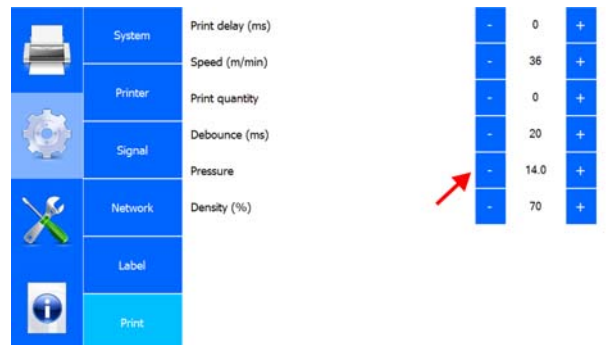 System
Printer
Signal
Network
Label
Print
Print delay (ms) - 0 +
Speed (m/min) - 36 +
Print quantity - 0 +
Debounce (ms) - 20 +
Pressure - 14.0 +
Density (%) - 70 +